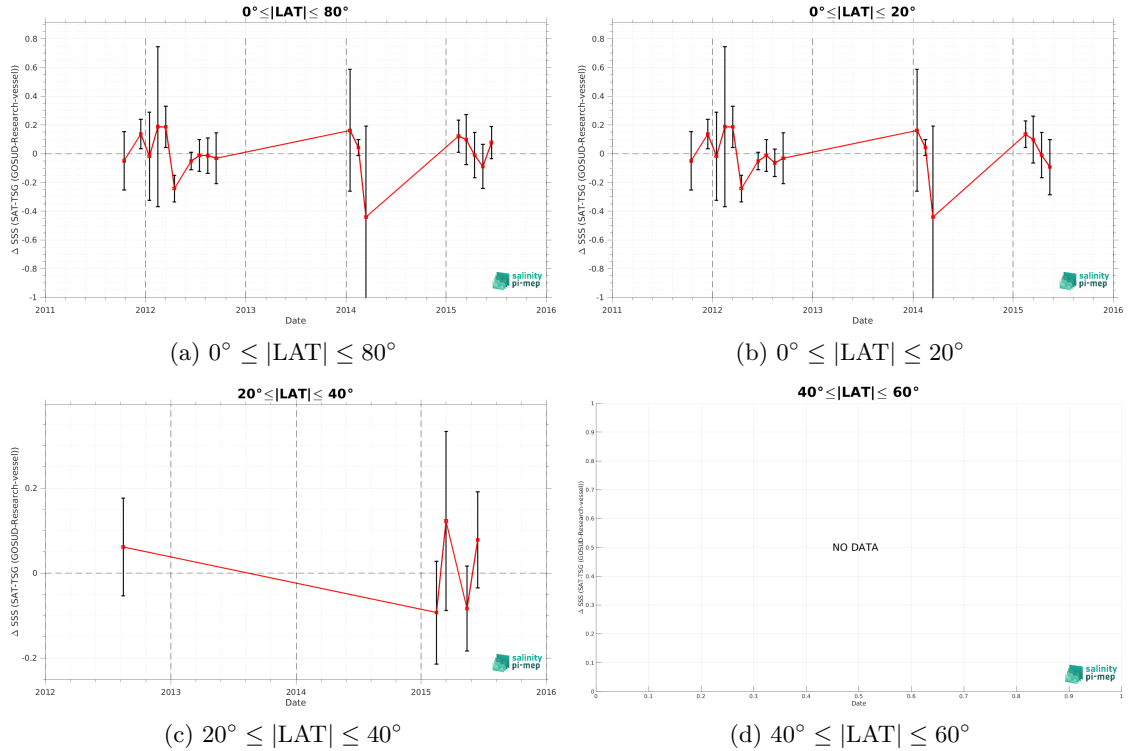 0°≤|LAT|≤ 80°
Δ SSS (SAT-TSG (GOSUD-Research-vessel))
0.8
0.6
0.4
0.2
0
-0.2
-0.4
-0.6
-0.8
-1
2011 2012 2013 2014 2015 2016
Date
salinity
pi-mep
(a) 0° ≤ |LAT| ≤ 80°
0°≤|LAT|≤ 20°
Δ SSS (SAT-TSG (GOSUD-Research-vessel))
0.8
0.6
0.4
0.2
0
-0.2
-0.4
-0.6
-0.8
-1
2011 2012 2013 2014 2015 2016
Date
salinity
pi-mep
(b) 0° ≤ |LAT| ≤ 20°
20°≤|LAT|≤ 40°
Δ SSS (SAT-TSG (GOSUD-Research-vessel))
0.2
0
-0.2
2012 2013 2014 2015 2016
Date
salinity
pi-mep
(c) 20° ≤ |LAT| ≤ 40°
40°≤|LAT|≤ 60°
Δ SSS (SAT-TSG (GOSUD-Research-vessel))
1
0.9
0.8
0.7
0.6
0.5
0.4
0.3
0.2
0.1
0
NO DATA
0 0.1 0.2 0.3 0.4 0.5 0.6 0.7 0.8 0.9 1
Date
salinity
pi-mep
(d) 40° ≤ |LAT| ≤ 60°